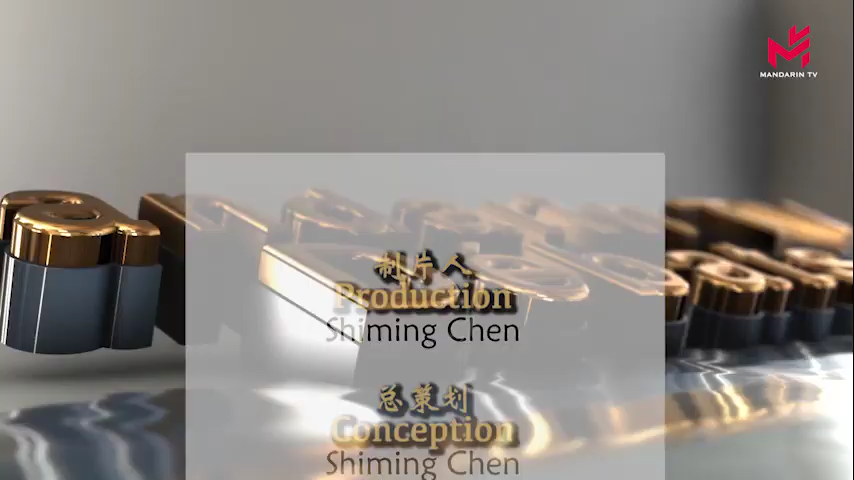 MANDARIN TV
制片人
Production
Shiming Chen
总策划
Conception
Shiming Chen